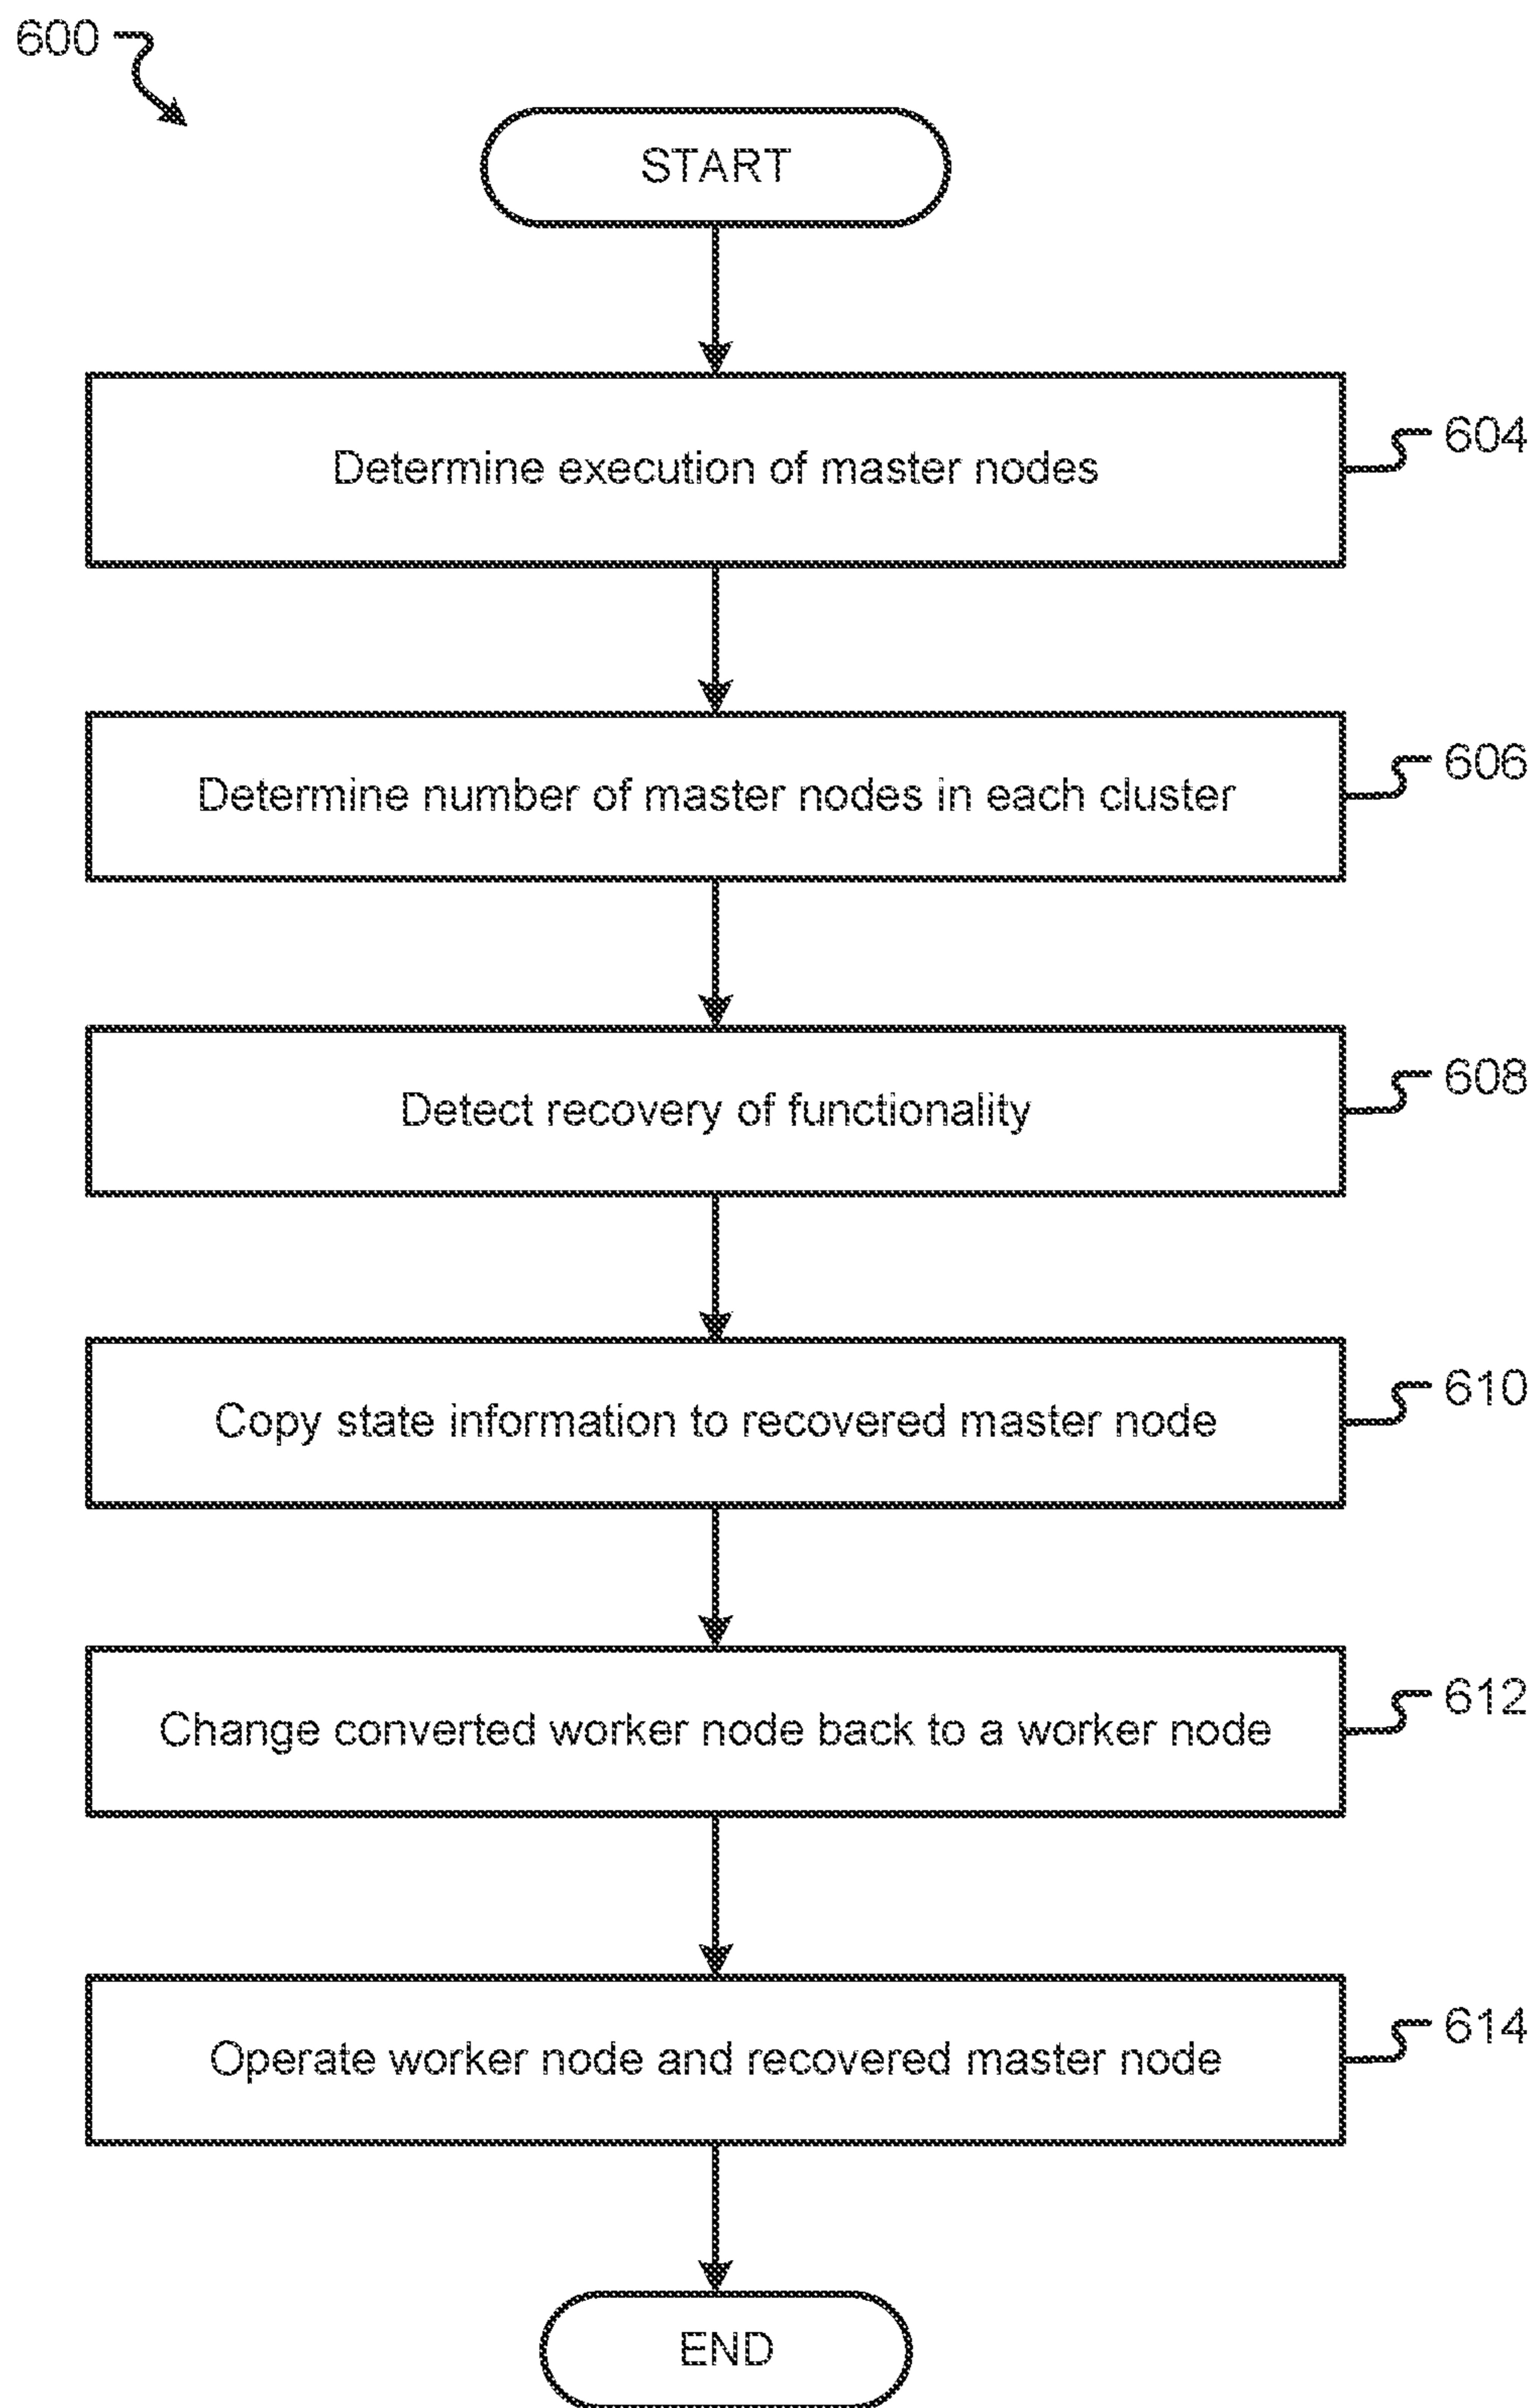 600
START
Determine execution of master nodes
604
Determine number of master nodes in each cluster
606
Detect recovery of functionality
608
Copy state information to recovered master node
610
Change converted worker node back to a worker node
612
Operate worker node and recovered master node
614
END